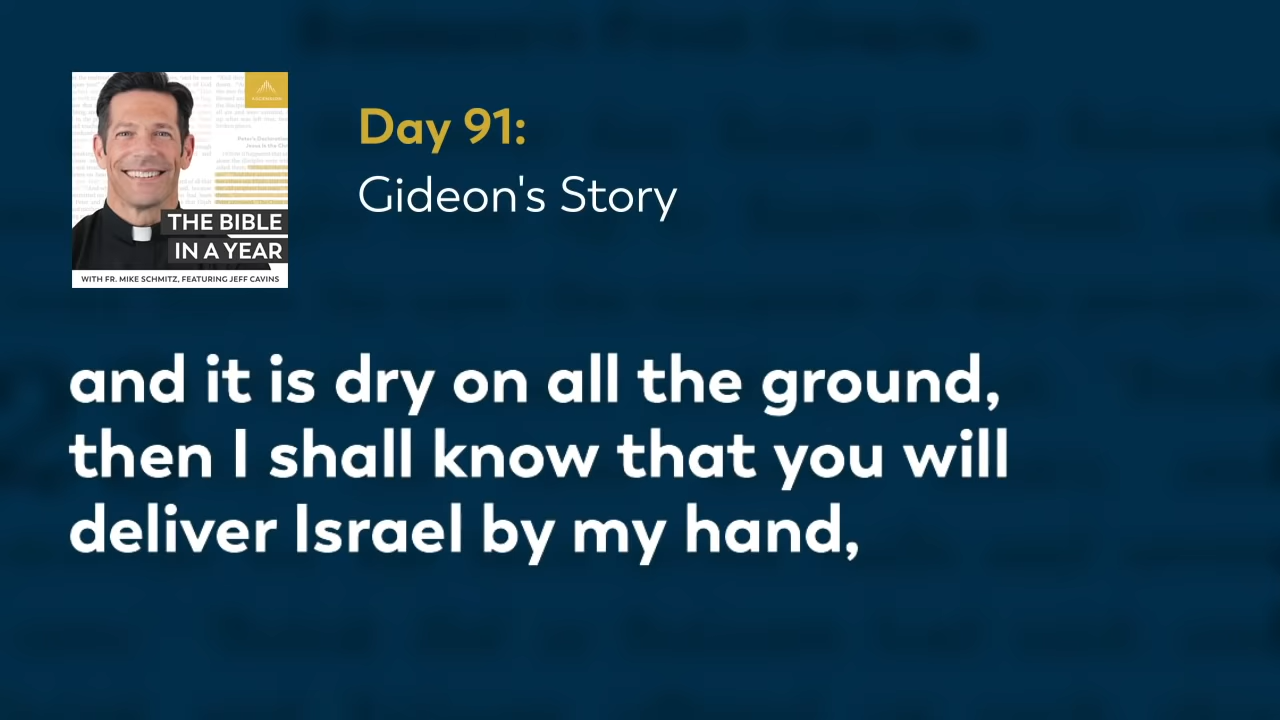 Day 91:
Gideon's Story
THE BIBLE
IN A YEAR
WITH FR. MIKE SCHMITZ, FEATURING JEFF CAVINS
and it is dry on all the ground,
then I shall know that you will
deliver Israel by my hand,